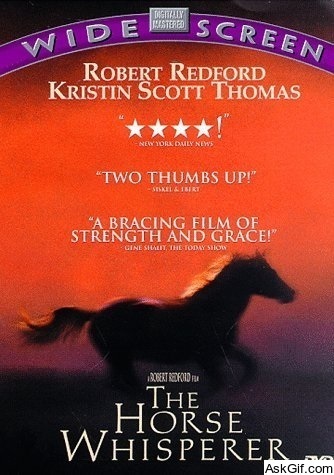 DIGITALLY
MASTERED
WIDE SCREEN
ROBERT REDFORD
KRISTIN SCOTT THOMAS
"★★★★!"
- NEW YORK DAILY NEWS
"TWO THUMBS UP!"
- SISKEL & EBERT
"A BRACING FILM OF
STRENGTH AND GRACE!"
GENE SHALIT, THE TODAY SHOW
A ROBERT REDFORD FILM
THE
HORSE
WHISPERER
AskGif.com